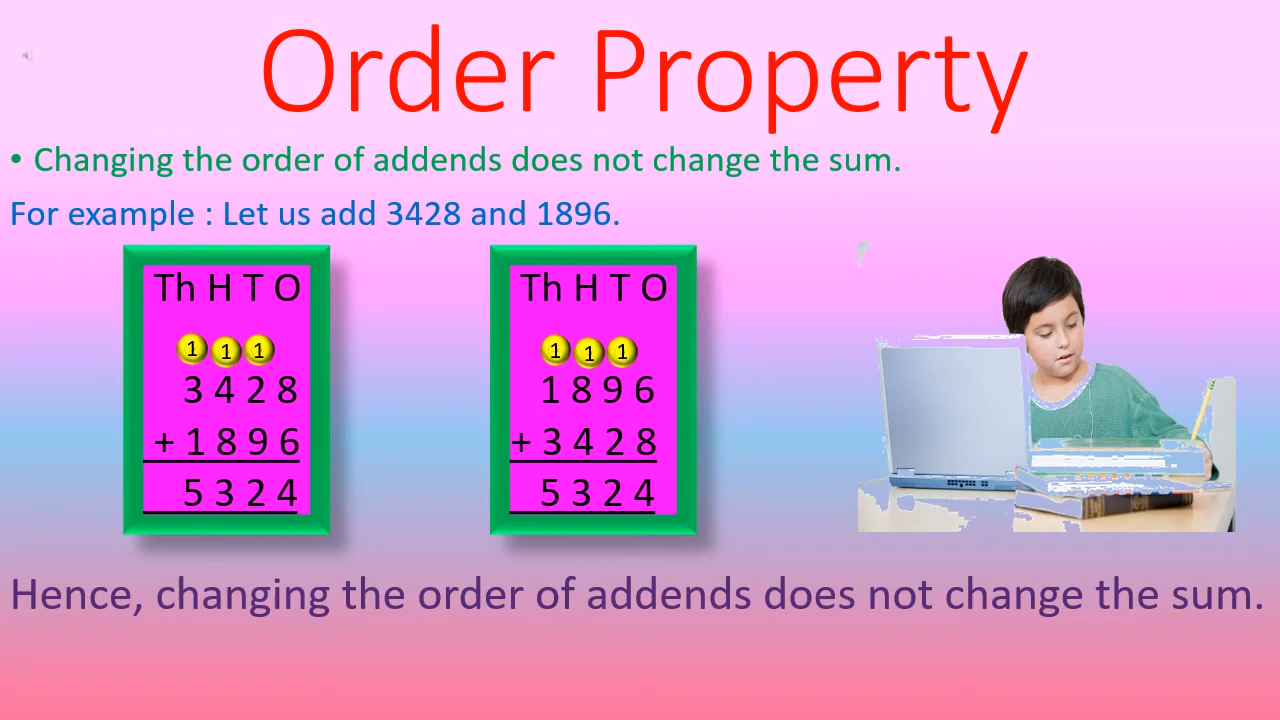 Order Property
• Changing the order of addends does not change the sum.
For example : Let us add 3428 and 1896.
Th H T O
1 1 1
3 4 2 8
+ 1 8 9 6
5 3 2 4
Th H T O
1 1 1
1 8 9 6
+ 3 4 2 8
5 3 2 4
Hence, changing the order of addends does not change the sum.